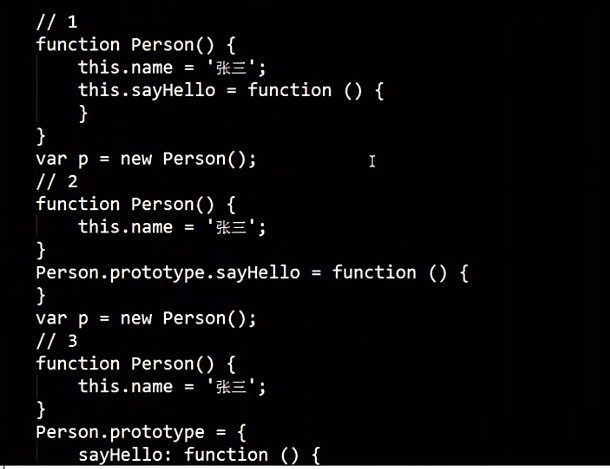 // 1
function Person() {
    this.name = '张三';
    this.sayHello = function () {
    }
}
var p = new Person();
// 2
function Person() {
    this.name = '张三';
}
Person.prototype.sayHello = function () {
}
var p = new Person();
// 3
function Person() {
    this.name = '张三';
}
Person.prototype = {
    sayHello: function () {